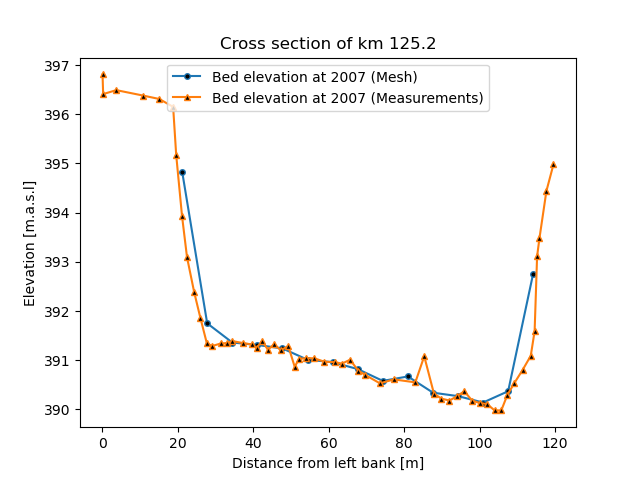 Cross section of km 125.2
Bed elevation at 2007 (Mesh)
Bed elevation at 2007 (Measurements)
Elevation [m.a.s.l]
397
396
395
394
393
392
391
390
0 20 40 60 80 100 120
Distance from left bank [m]